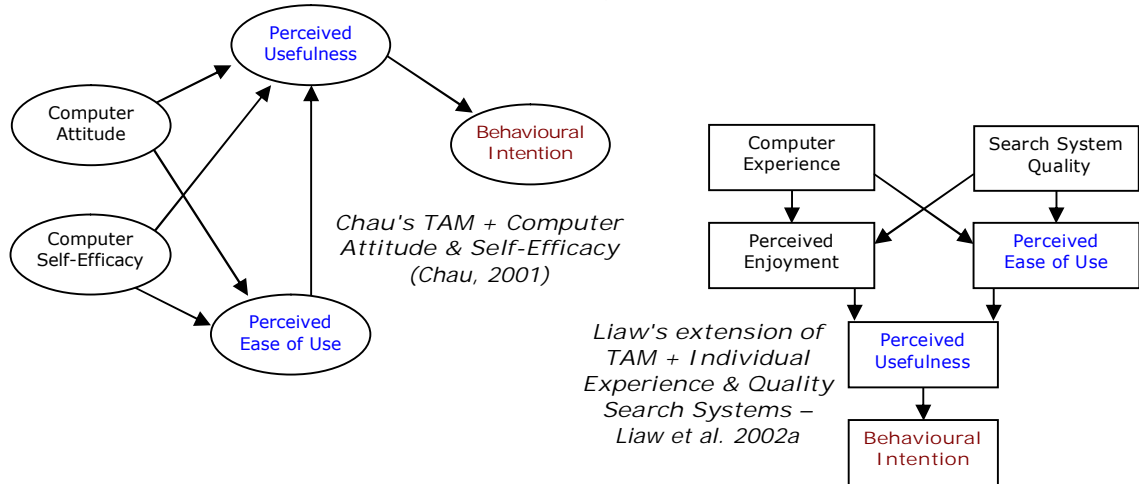 Perceived
Usefulness
Computer
Attitude
Behavioural
Intention
Computer
Self-Efficacy
Perceived
Ease of Use
Chau's TAM + Computer
Attitude & Self-Efficacy
(Chau, 2001)
Computer
Experience
Search System
Quality
Perceived
Enjoyment
Perceived
Ease of Use
Perceived
Usefulness
Behavioural
Intention
Liaw's extension of
TAM + Individual
Experience & Quality
Search Systems –
Liaw et al. 2002a